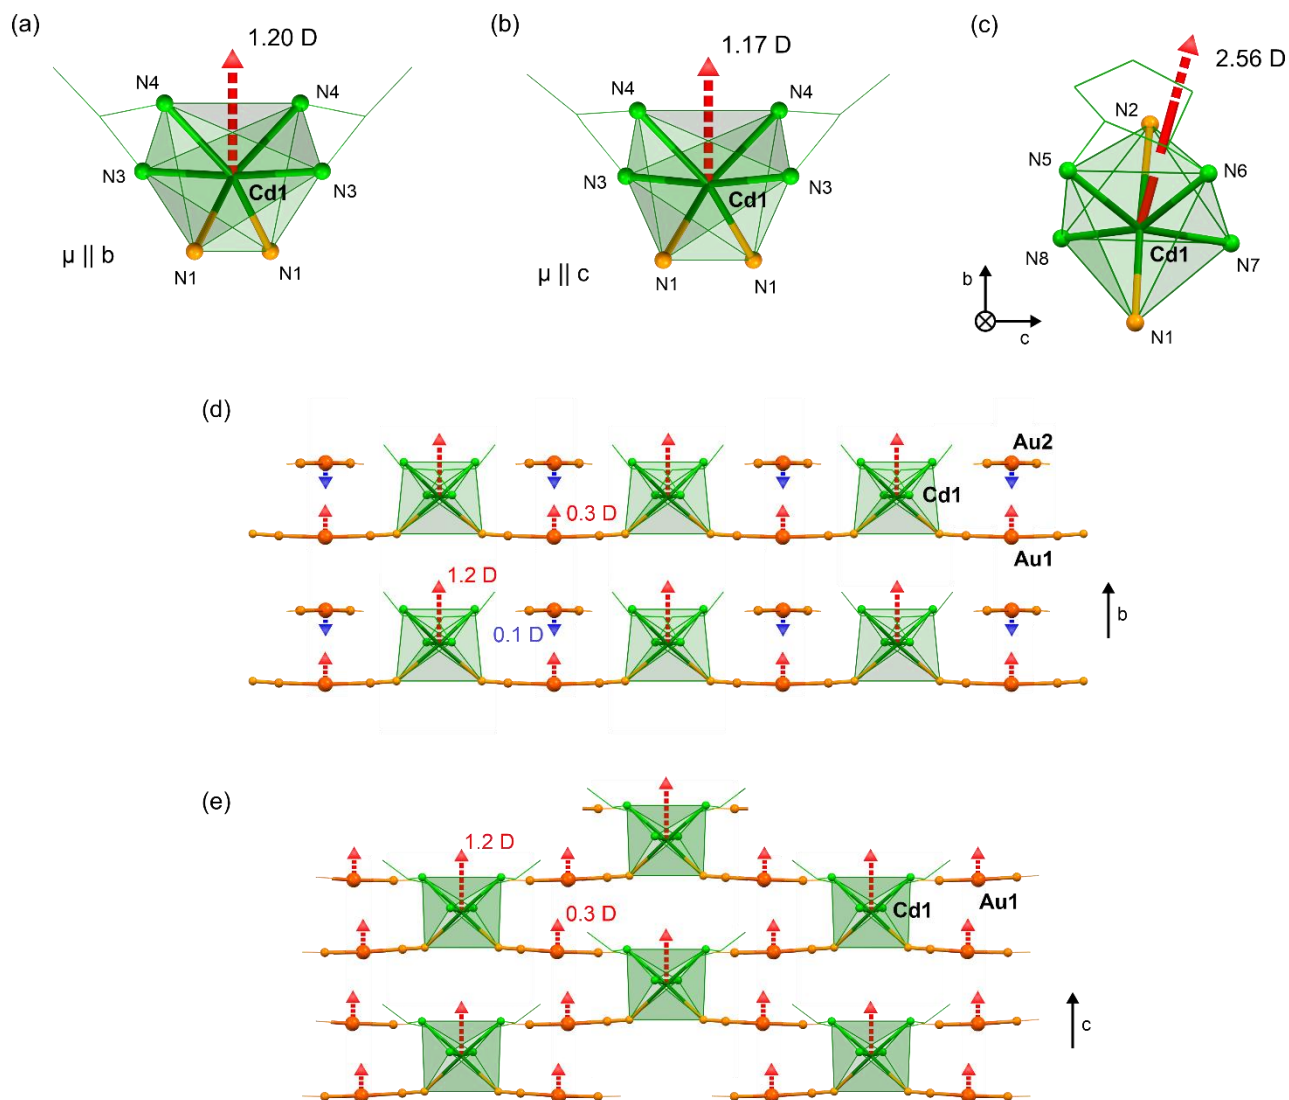 (a)
1.20 D
N4
N4
N3
N3
Cd1
N1
N1
μ || b
(b)
1.17 D
N4
N4
N3
N3
Cd1
N1
N1
μ || c
(c)
2.56 D
N2
N5
N6
N8
Cd1
N7
N1
b
c
(d)
Au2
Cd1
0.3 D
Au1
1.2 D
0.1 D
b
(e)
1.2 D
Cd1
Au1
0.3 D
c